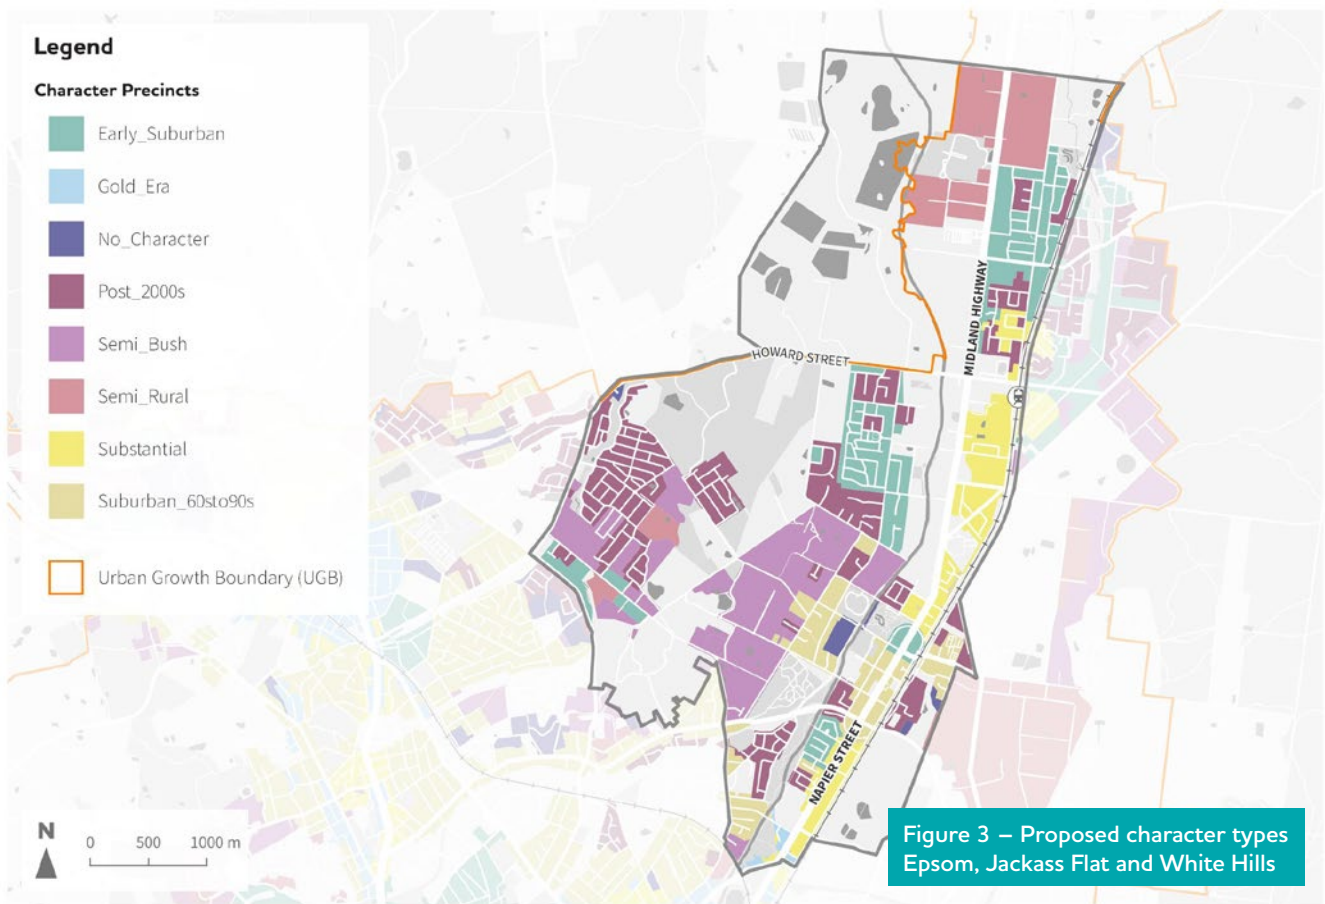 Legend
Character Precincts
Early_Suburban
Gold_Era
No_Character
Post_2000s
Semi_Bush
Semi_Rural
Substantial
Suburban_60sto90s
Urban Growth Boundary (UGB)
HOWARD STREET
MIDLAND HIGHWAY
NAPIER STREET
N
0 500 1000 m
Figure 3 – Proposed character types
Epsom, Jackass Flat and White Hills